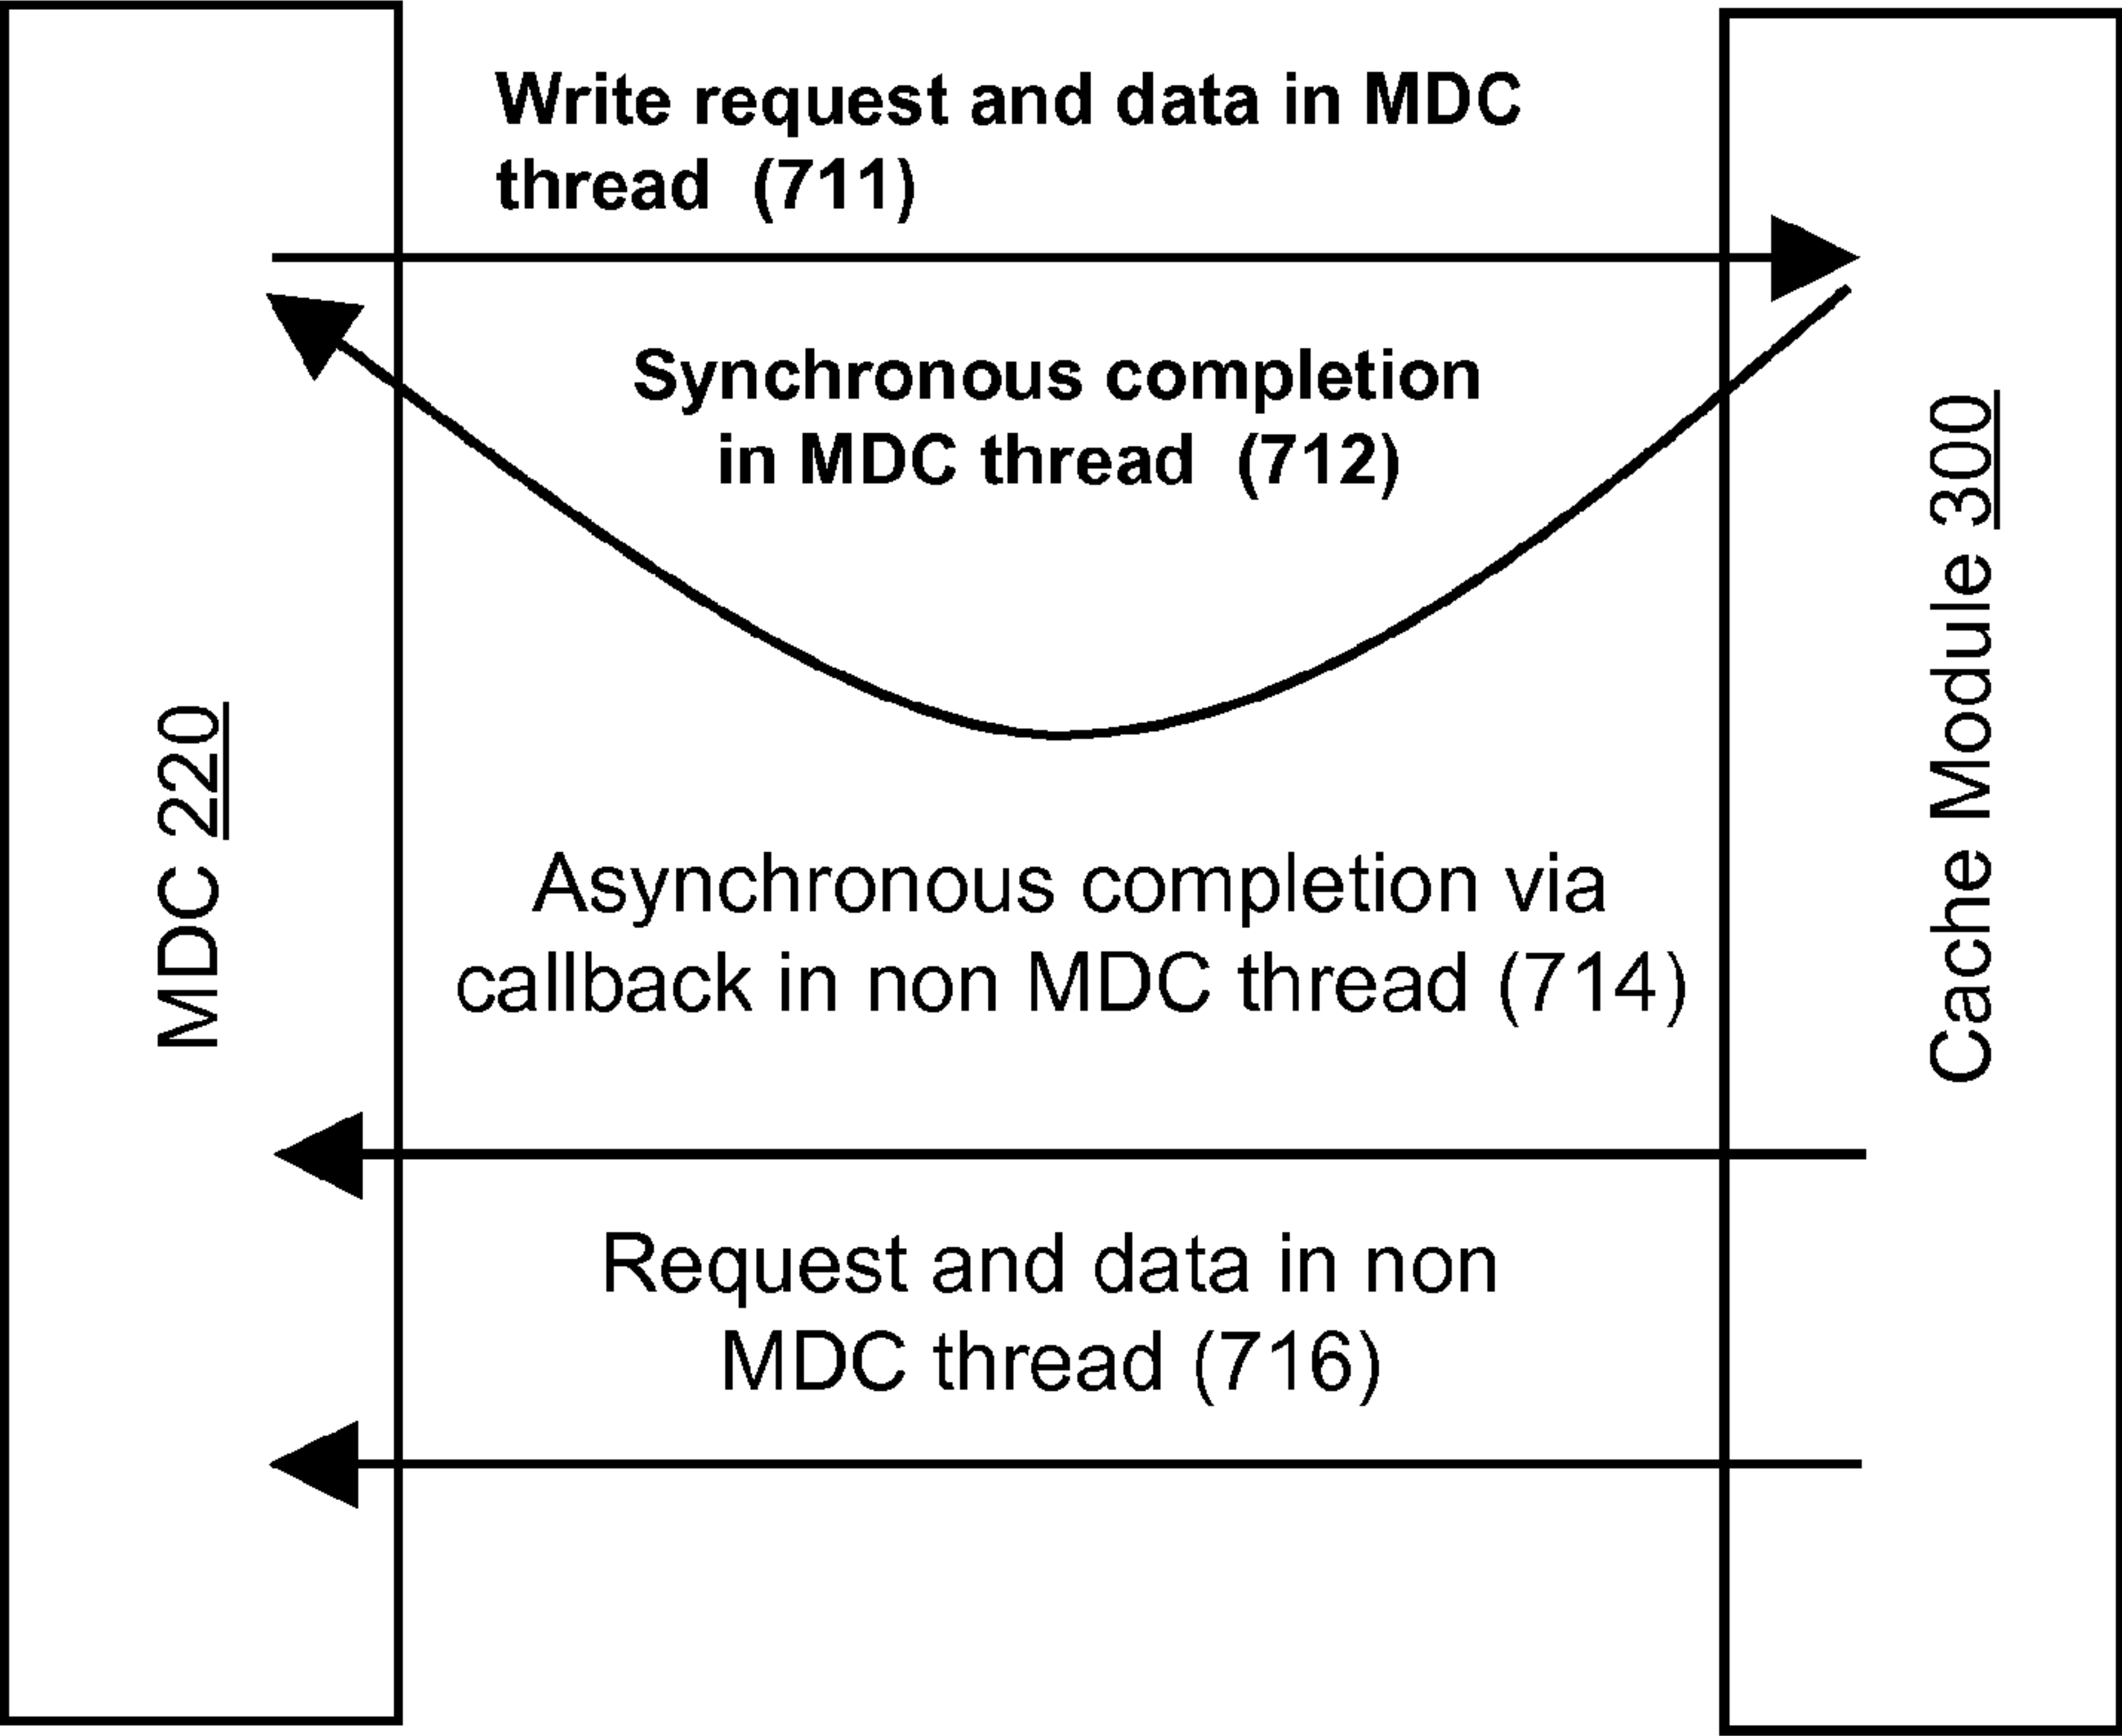 Write request and data in MDC
thread (711)
Synchronous completion
in MDC thread (712)
MDC 220
Cache Module 300
Asynchronous completion via
callback in non MDC thread (714)
Request and data in non
MDC thread (716)